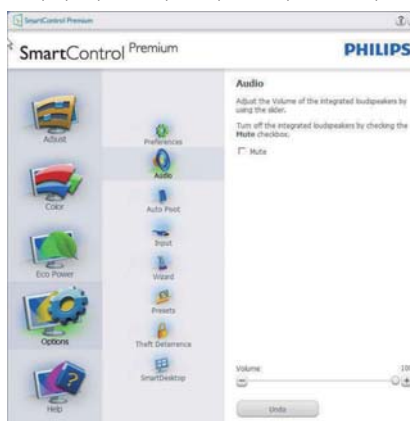 SmartControl Premium
SmartControl Premium
PHILIPS
Adjust
Color
Eco Power
Options
Help
Preferences
Audio
Auto Pivot
Input
Wizard
Presets
Theft Deterrence
SmartDesktop
Audio
Adjust the Volume of the integrated loudspeakers by
using the slider.
Turn off the integrated loudspeakers by checking the
Mute checkbox.
Mute
Volume
Undo